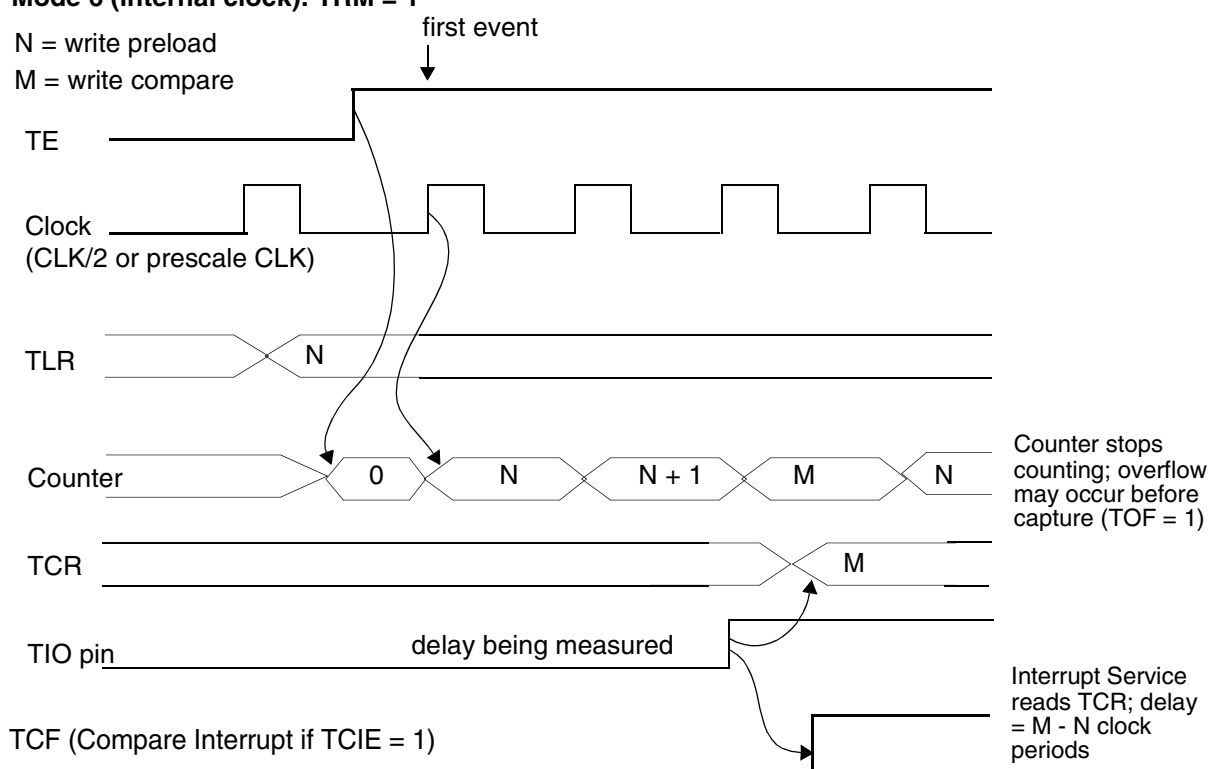 Mode 6 (internal clock): TRM = 1
first event
N = write preload
M = write compare
TE
Clock
(CLK/2 or prescale CLK)
TLR
N
Counter
0
N
N + 1
M
N
Counter stops
counting; overflow
may occur before
capture (TOF = 1)
TCR
M
TIO pin
delay being measured
Interrupt Service
reads TCR; delay
= M - N clock
periods
TCF (Compare Interrupt if TCIE = 1)